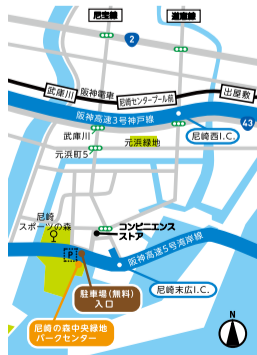 尼宝線
道意線
2
武庫川
阪神電車
尼崎センタープール前
出屋敷
43
阪神高速3号神戸線
武庫川
元浜緑地
尼崎西I.C.
元浜町5
尼崎
スポーツの森
コンビニエンス
ストア
阪神高速5号湾岸線
P
駐車場(無料)
入口
尼崎末広I.C.
尼崎の森中央緑地
パークセンター
N